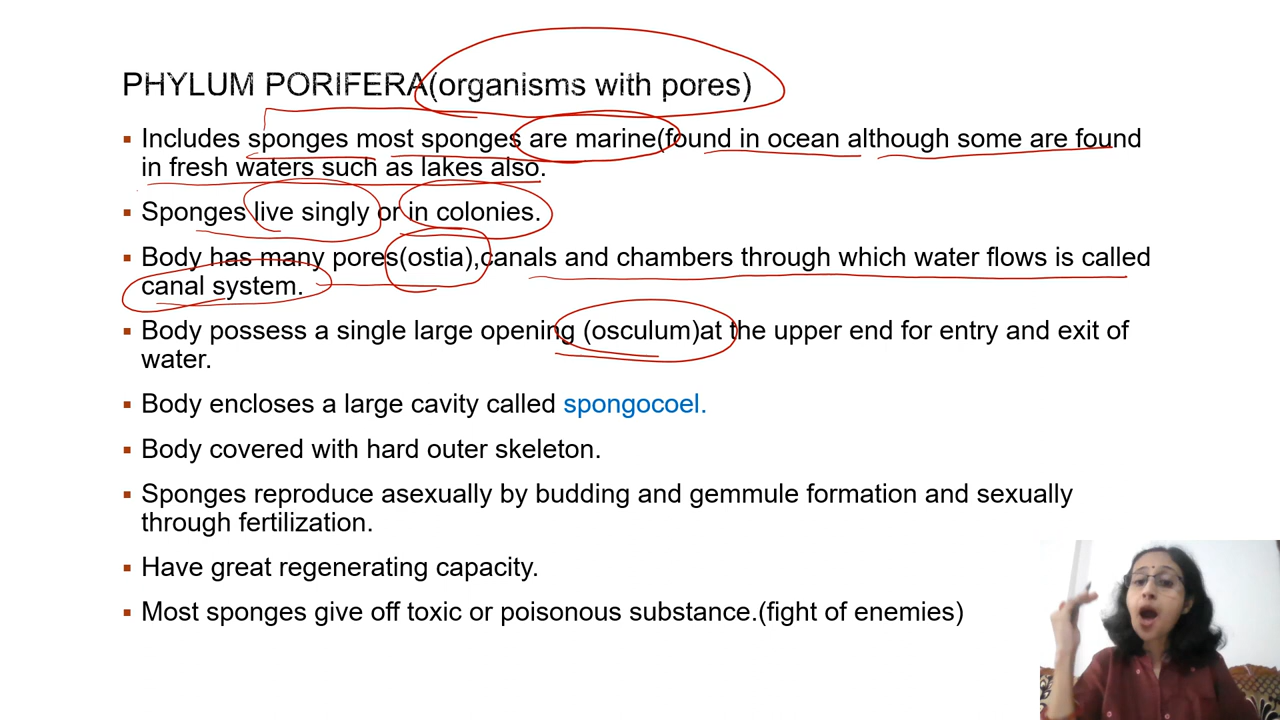 PHYLUM PORIFERA(organisms with pores)
▪ Includes sponges most sponges are marine(found in ocean although some are found
in fresh waters such as lakes also.
▪ Sponges live singly or in colonies.
▪ Body has many pores(ostia),canals and chambers through which water flows is called
canal system.
▪ Body possess a single large opening (osculum)at the upper end for entry and exit of
water.
▪ Body encloses a large cavity called spongocoel.
▪ Body covered with hard outer skeleton.
▪ Sponges reproduce asexually by budding and gemmule formation and sexually
through fertilization.
▪ Have great regenerating capacity.
▪ Most sponges give off toxic or poisonous substance.(fight of enemies)